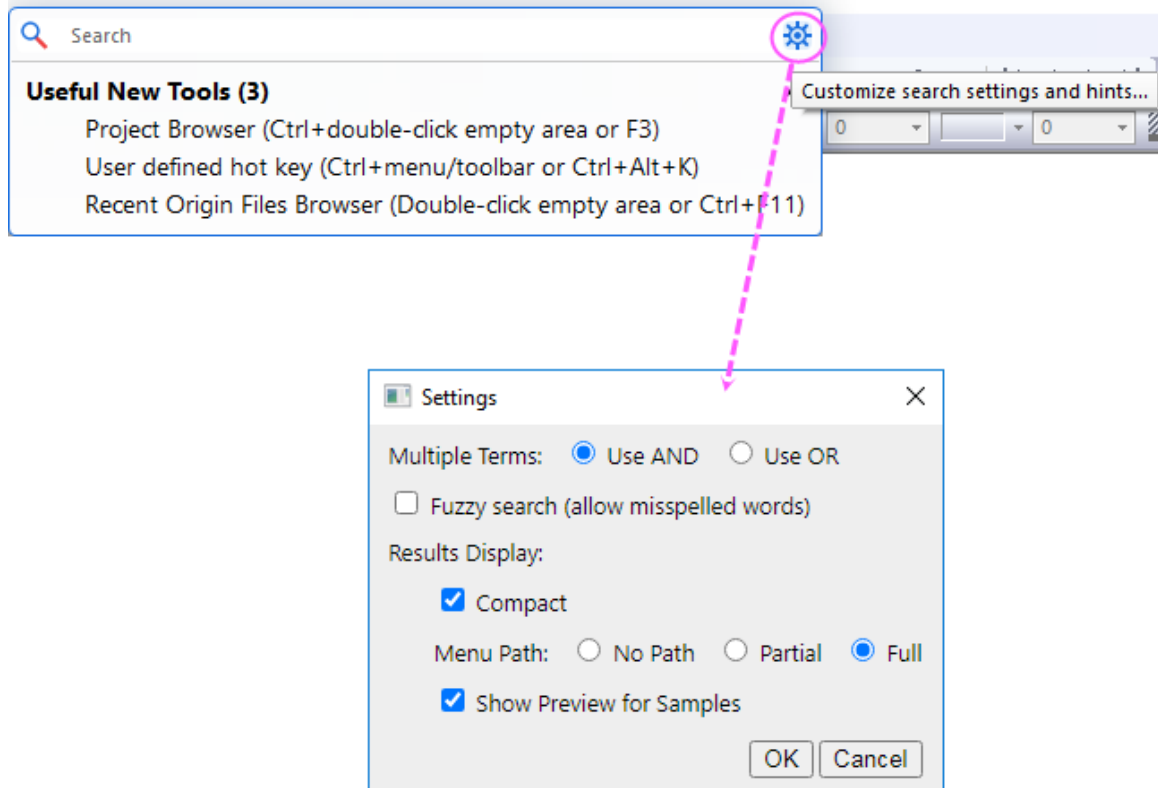 Search
Useful New Tools (3)
Customize search settings and hints...
Project Browser (Ctrl+double-click empty area or F3)
0
0
User defined hot key (Ctrl+menu/toolbar or Ctrl+Alt+K)
Recent Origin Files Browser (Double-click empty area or Ctrl+F11)
Settings
Multiple Terms: Use AND Use OR
Fuzzy search (allow misspelled words)
Results Display:
Compact
Menu Path: No Path Partial Full
Show Preview for Samples
OK Cancel